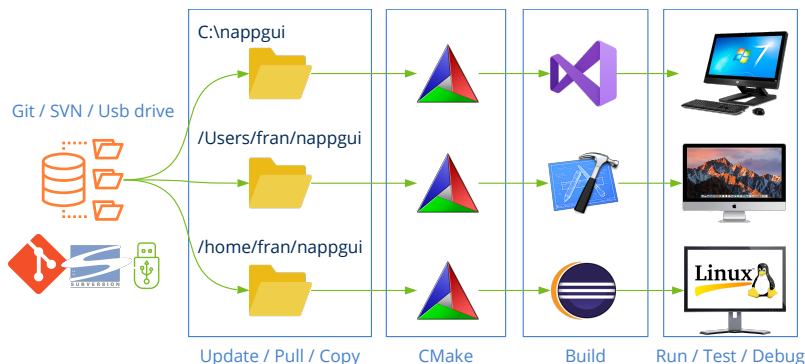 C:\nappgui
Git / SVN / Usb drive
/Users/fran/nappgui
/home/fran/nappgui
SUBVERSION
7
Linux
Update / Pull / Copy
CMake
Build
Run / Test / Debug